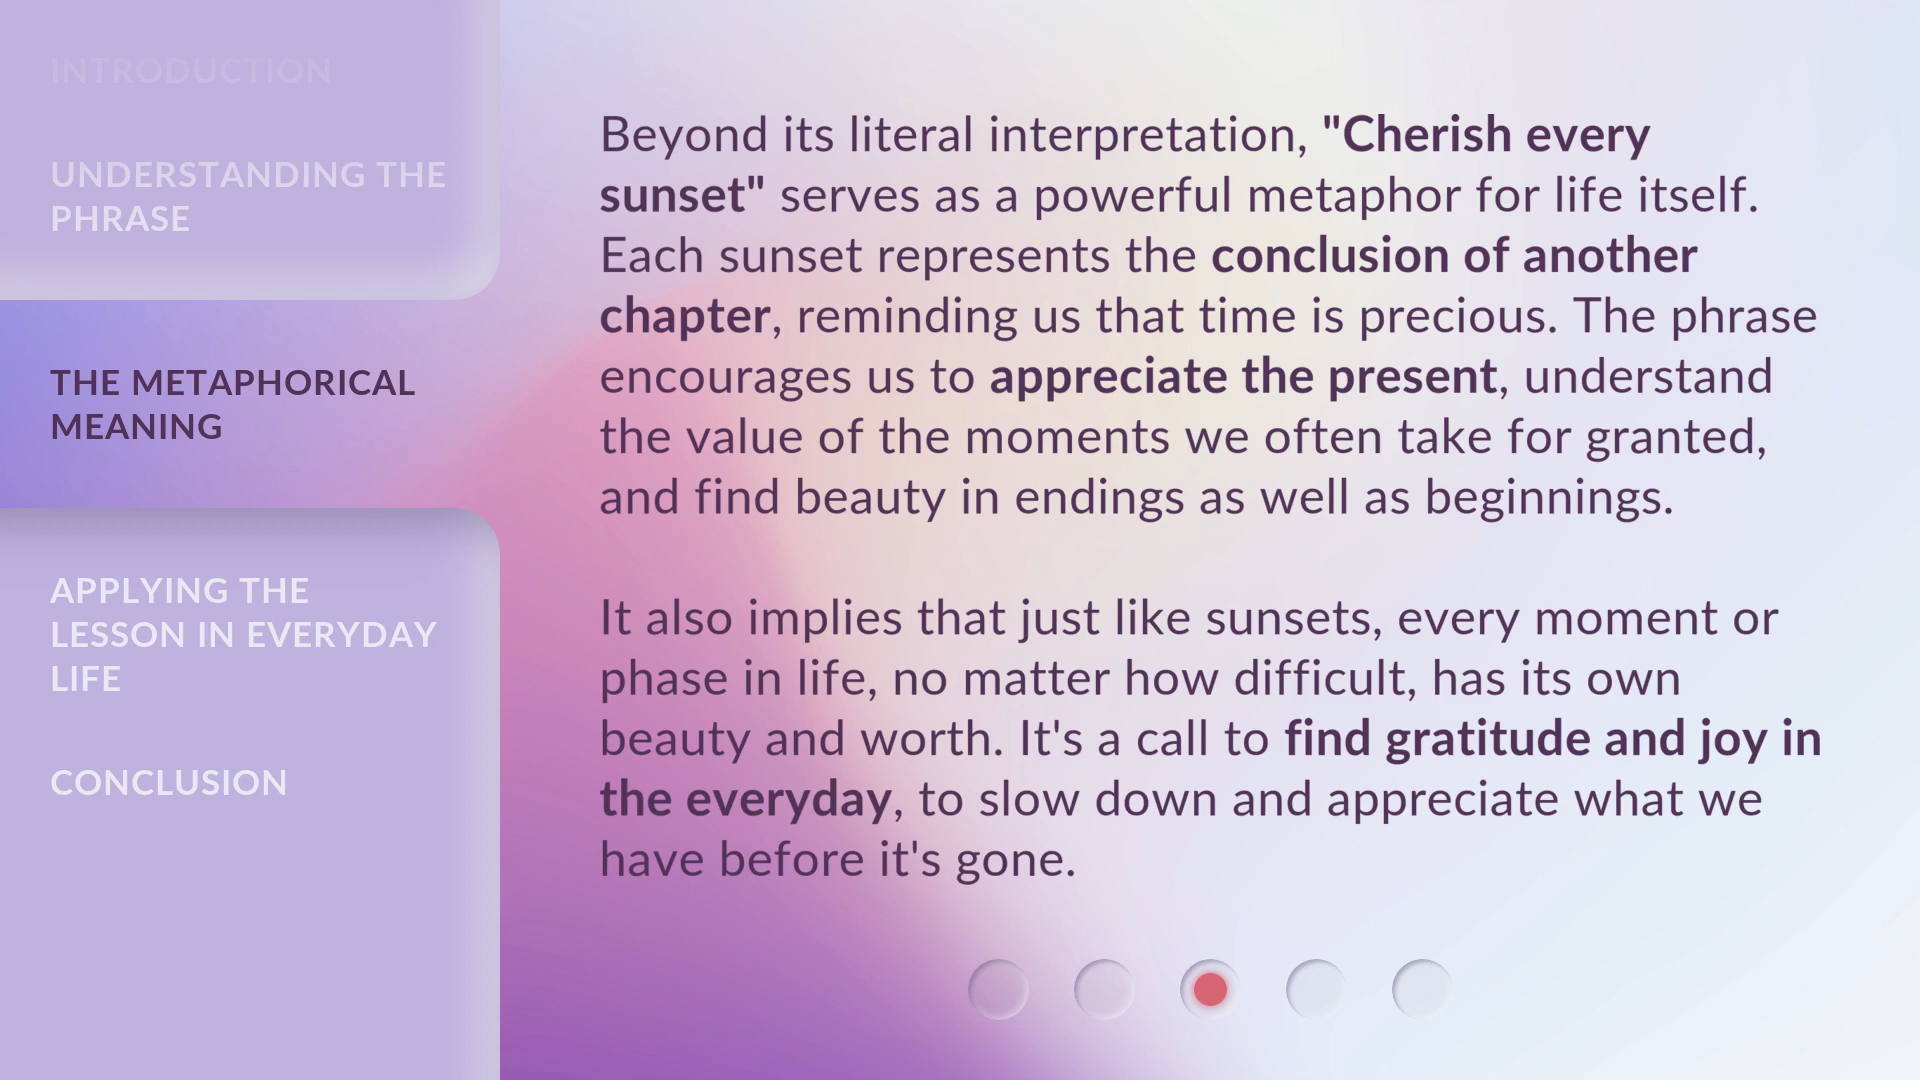 INTRODUCTION
UNDERSTANDING THE
PHRASE
THE METAPHORICAL
MEANING
APPLYING THE
LESSON IN EVERYDAY
LIFE
CONCLUSION
Beyond its literal interpretation, "Cherish every
sunset" serves as a powerful metaphor for life itself.
Each sunset represents the conclusion of another
chapter, reminding us that time is precious. The phrase
encourages us to appreciate the present, understand
the value of the moments we often take for granted,
and find beauty in endings as well as beginnings.
It also implies that just like sunsets, every moment or
phase in life, no matter how difficult, has its own
beauty and worth. It's a call to find gratitude and joy in
the everyday, to slow down and appreciate what we
have before it's gone.